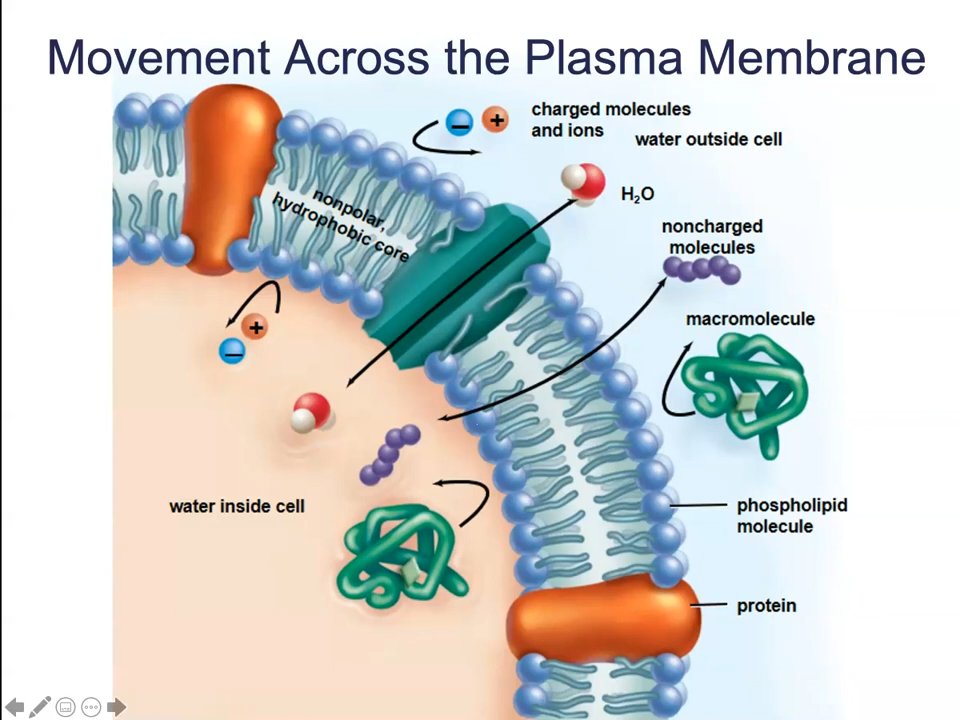 Movement Across the Plasma Membrane
charged molecules
and ions
water outside cell
H₂O
nonpolar,
hydrophobic core
noncharged
molecules
macromolecule
water inside cell
phospholipid
molecule
protein